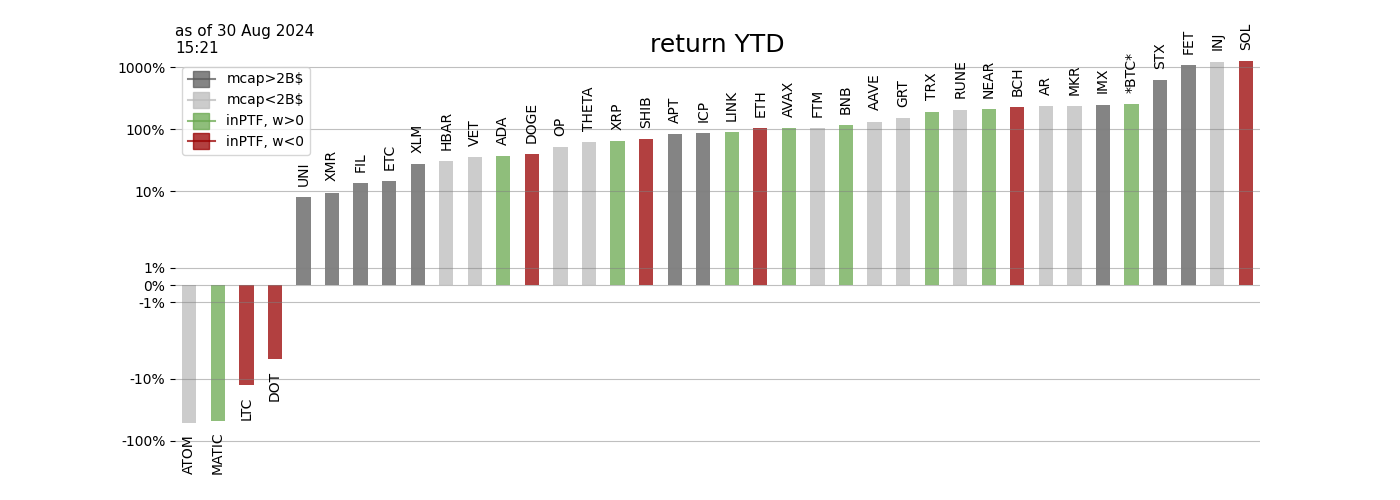 as of 30 Aug 2024
15:21
return YTD
mcap>2B$
mcap<2B$
inPTF, w>0
inPTF, w<0
1000%
100%
10%
1%
0%
-1%
-10%
-100%
ATOM
MATIC
LTC
DOT
UNI
XMR
FIL
ETC
XLM
HBAR
VET
ADA
DOGE
OP
THETA
XRP
SHIB
APT
ICP
LINK
ETH
AVAX
FTM
BNB
AAVE
GRT
TRX
RUNE
NEAR
BCH
AR
MKR
IMX
*BTC*
STX
FET
INJ
SOL